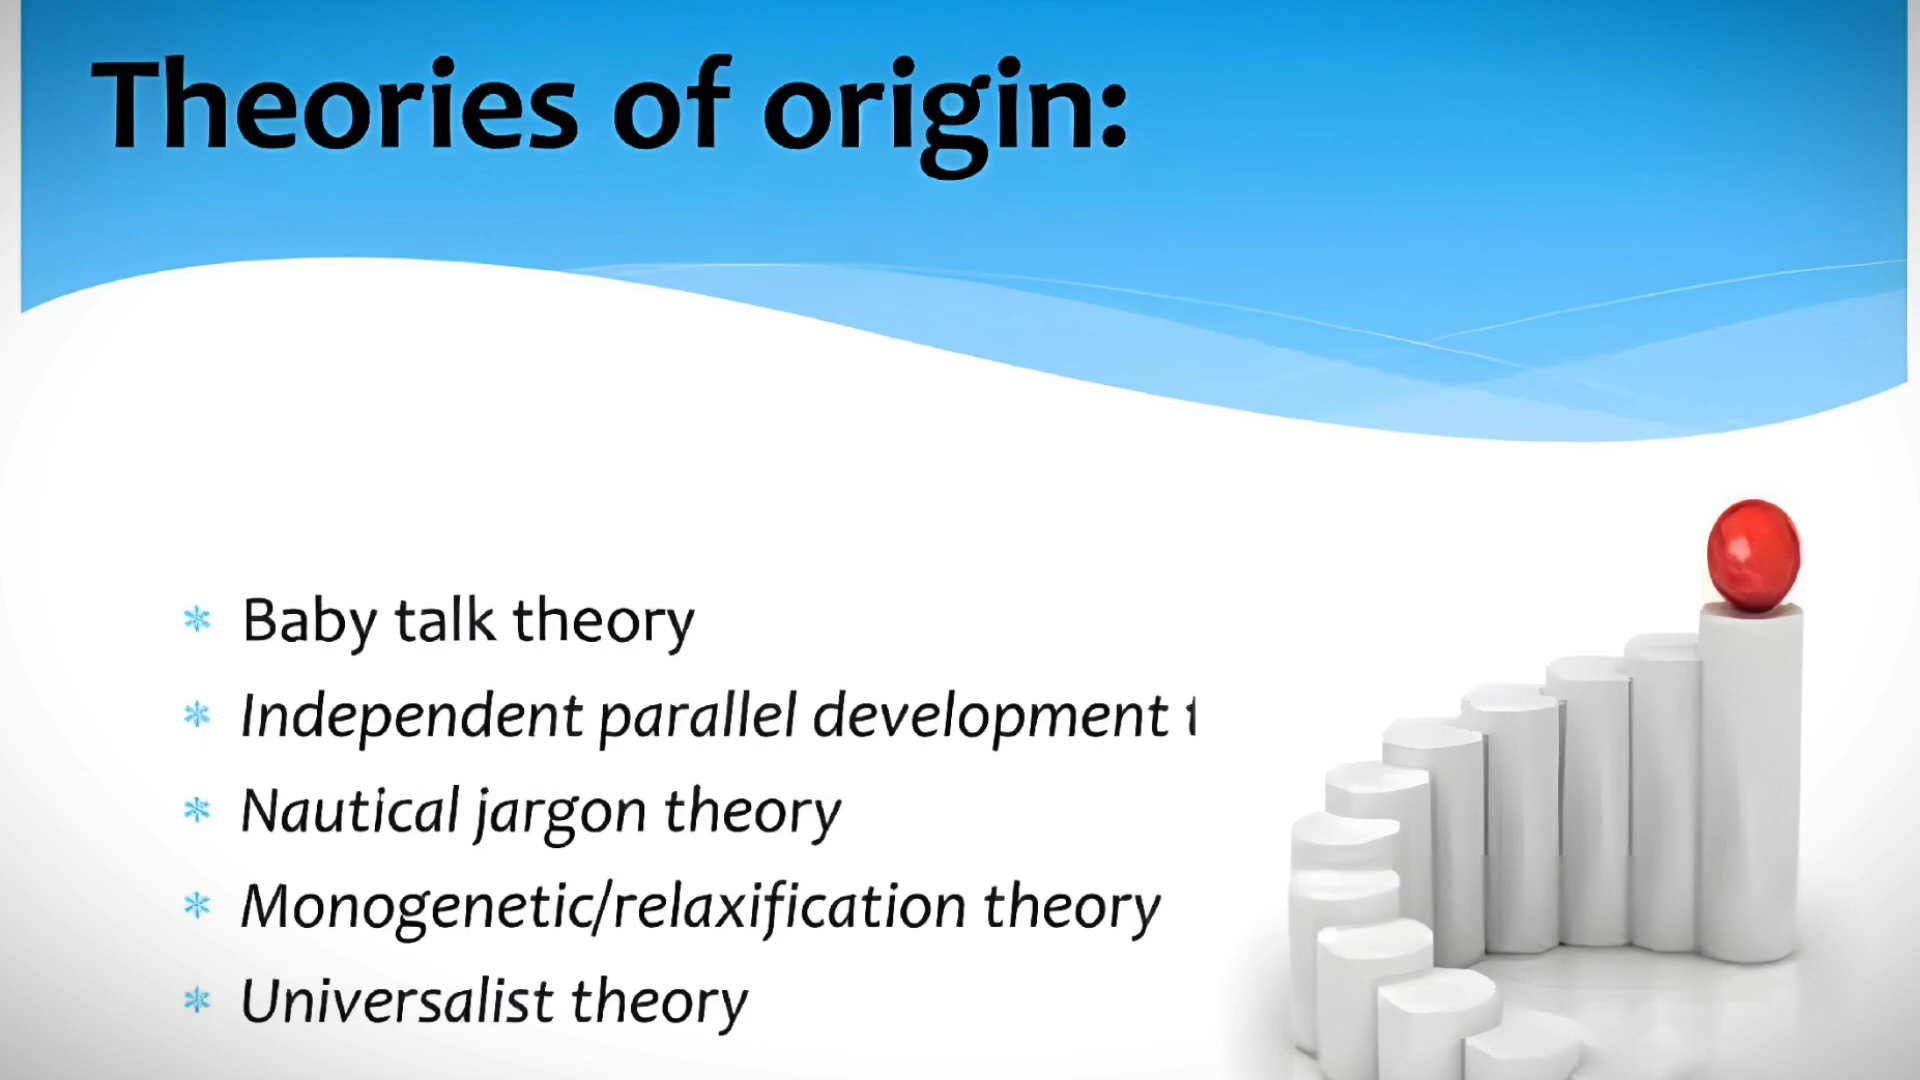 Theories of origin:
Baby talk theory
Independent parallel development
Nautical jargon theory
Monogenetic/relaxification theory
Universalist theory